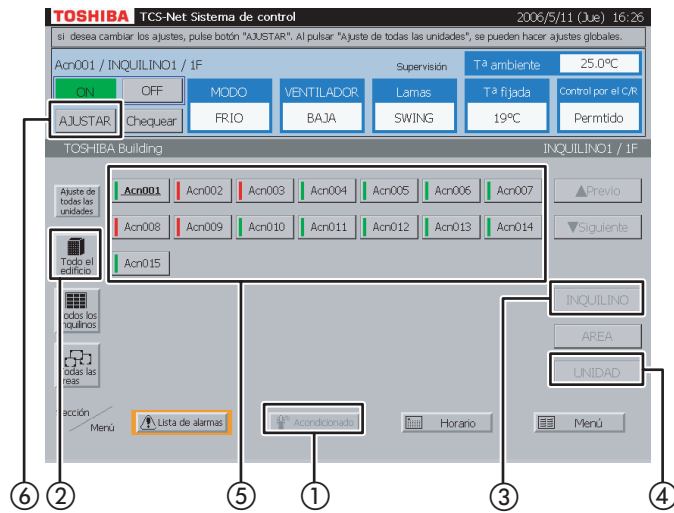 TOSHIBA TCS-Net Sistema de control 2006/5/11 (Jue) 16:26
si desea cambiar los ajustes, pulse botón "AJUSTAR". Al pulsar "Ajuste de todas las unidades", se pueden hacer ajustes globales.
Acn001 / INQUILINO1 / 1F Supervisión Tª ambiente 25.0ºC
ON OFF MODO VENTILADOR Lamas Tª fijada Control por el C/R
AJUSTAR Chequear FRIO BAJA SWING 19ºC Permtido
TOSHIBA Building INQUILINO1 / 1F
Ajuste de todas las unidades
Acn001 Acn002 Acn003 Acn004 Acn005 Acn006 Acn007 ▲Previo
Acn008 Acn009 Acn010 Acn011 Acn012 Acn013 Acn014 ▼Siguiente
Todo el edificio
Acn015
INQUILINO
odos los nquilinos
AREA
odas las reas
UNIDAD
ección Menú
Lista de alarmas Acondicionado Horario Menú
⑥ ② ⑤ ① ③ ④